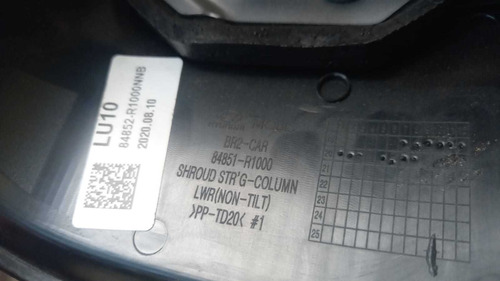 LU10
84852-R1000NNB
2020.08.10
BR2-CAR
84851-R1000
SHROUD STR'G-COLUMN
LWR(NON-TILT)
>PP-TD20< #1
21
22
23
24
25